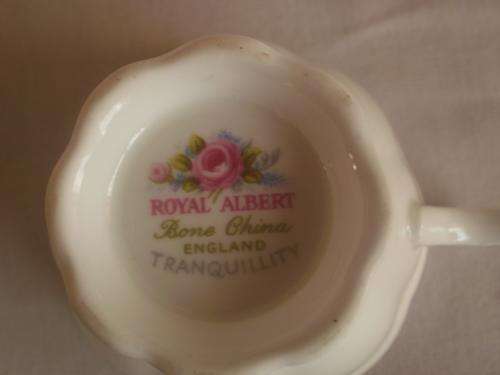 ROYAL ALBERT
Bone China
ENGLAND
TRANQUILLITY